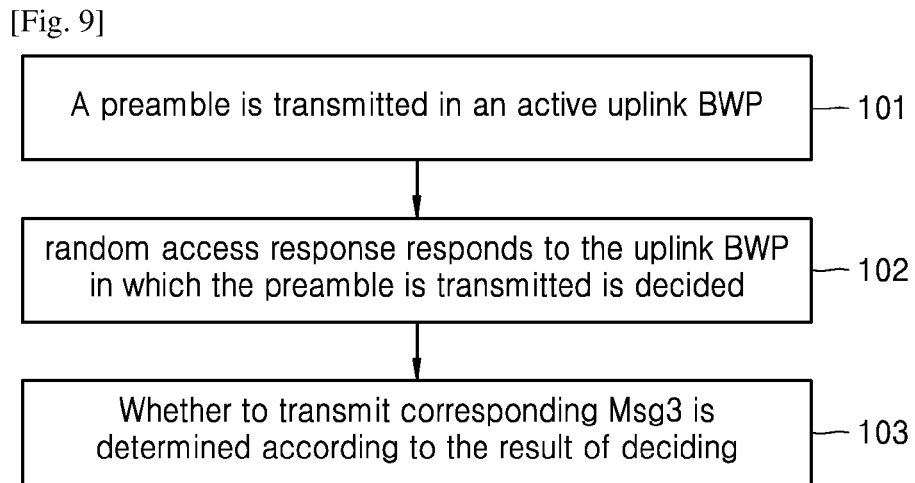 [Fig. 9]
A preamble is transmitted in an active uplink BWP
101
random access response responds to the uplink BWP
in which the preamble is transmitted is decided
102
Whether to transmit corresponding Msg3 is
determined according to the result of deciding
103